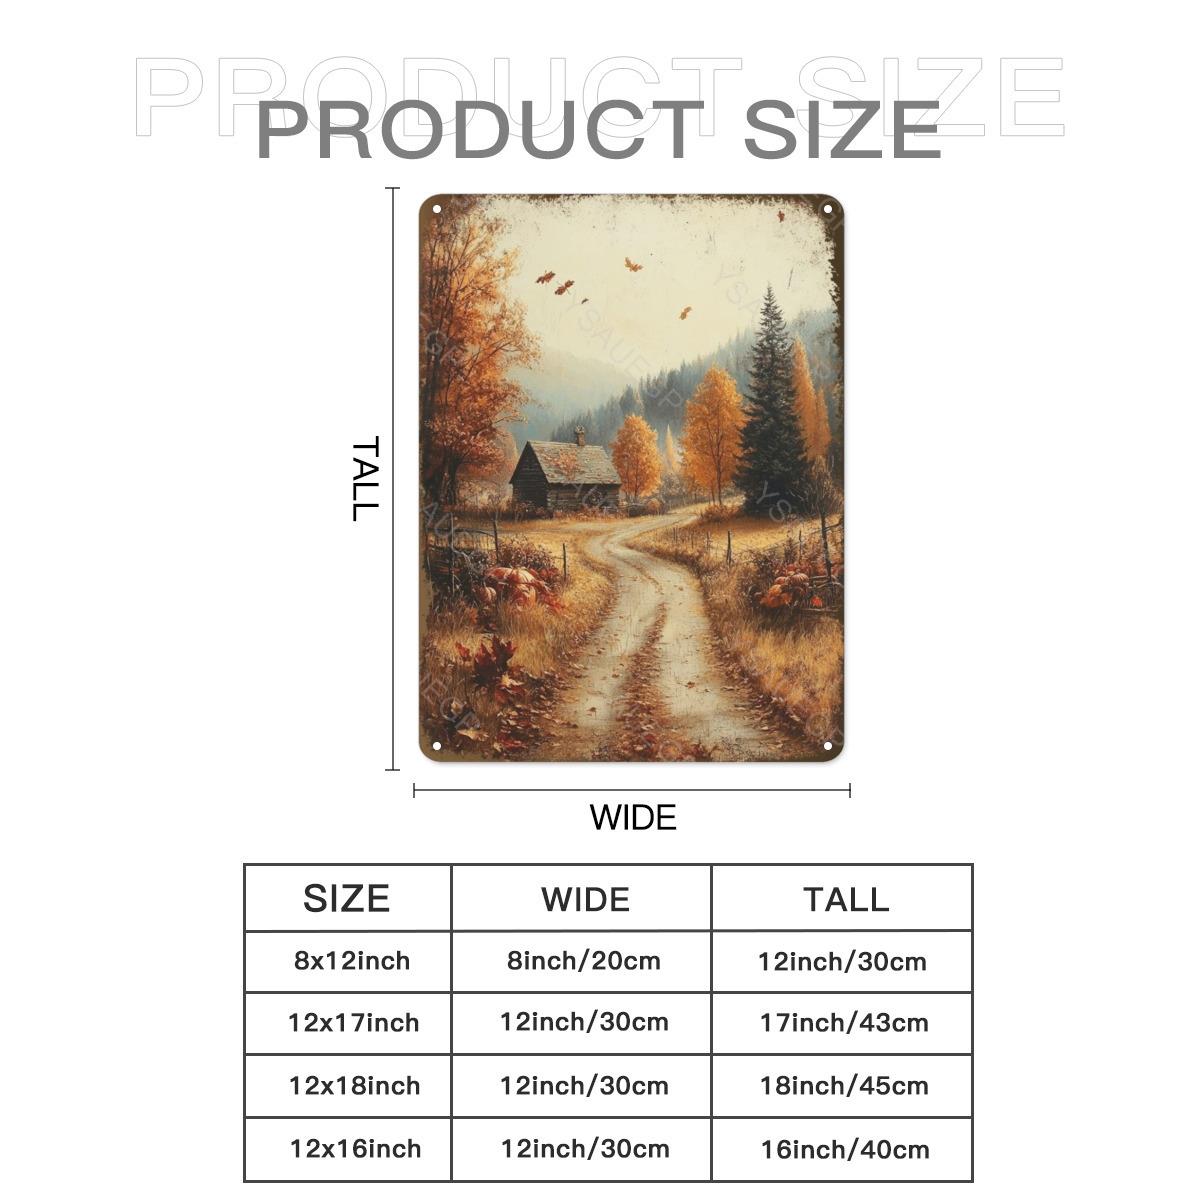 PRODUCT SIZE
PRODUCT SIZE
TALL
YSAUEGP
WIDE
SIZE WIDE TALL
8x12inch 8inch/20cm 12inch/30cm
12x17inch 12inch/30cm 17inch/43cm
12x18inch 12inch/30cm 18inch/45cm
12x16inch 12inch/30cm 16inch/40cm